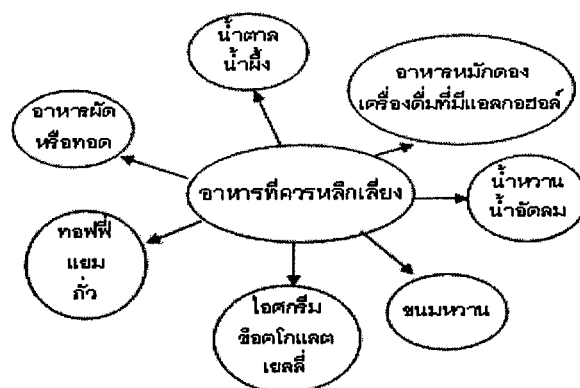 น้ำตาล
น้ำผึ้ง
อาหารหมักดอง
เครื่องดื่มที่มีแอลกอฮอล์
อาหารผัด
หรือทอด
อาหารที่ควรหลีกเลี่ยง
น้ำหวาน
น้ำอัดลม
ทอฟฟี่
แยม
ถั่ว
ไอศกรีม
ช็อคโกแลต
เยลลี่
ขนมหวาน